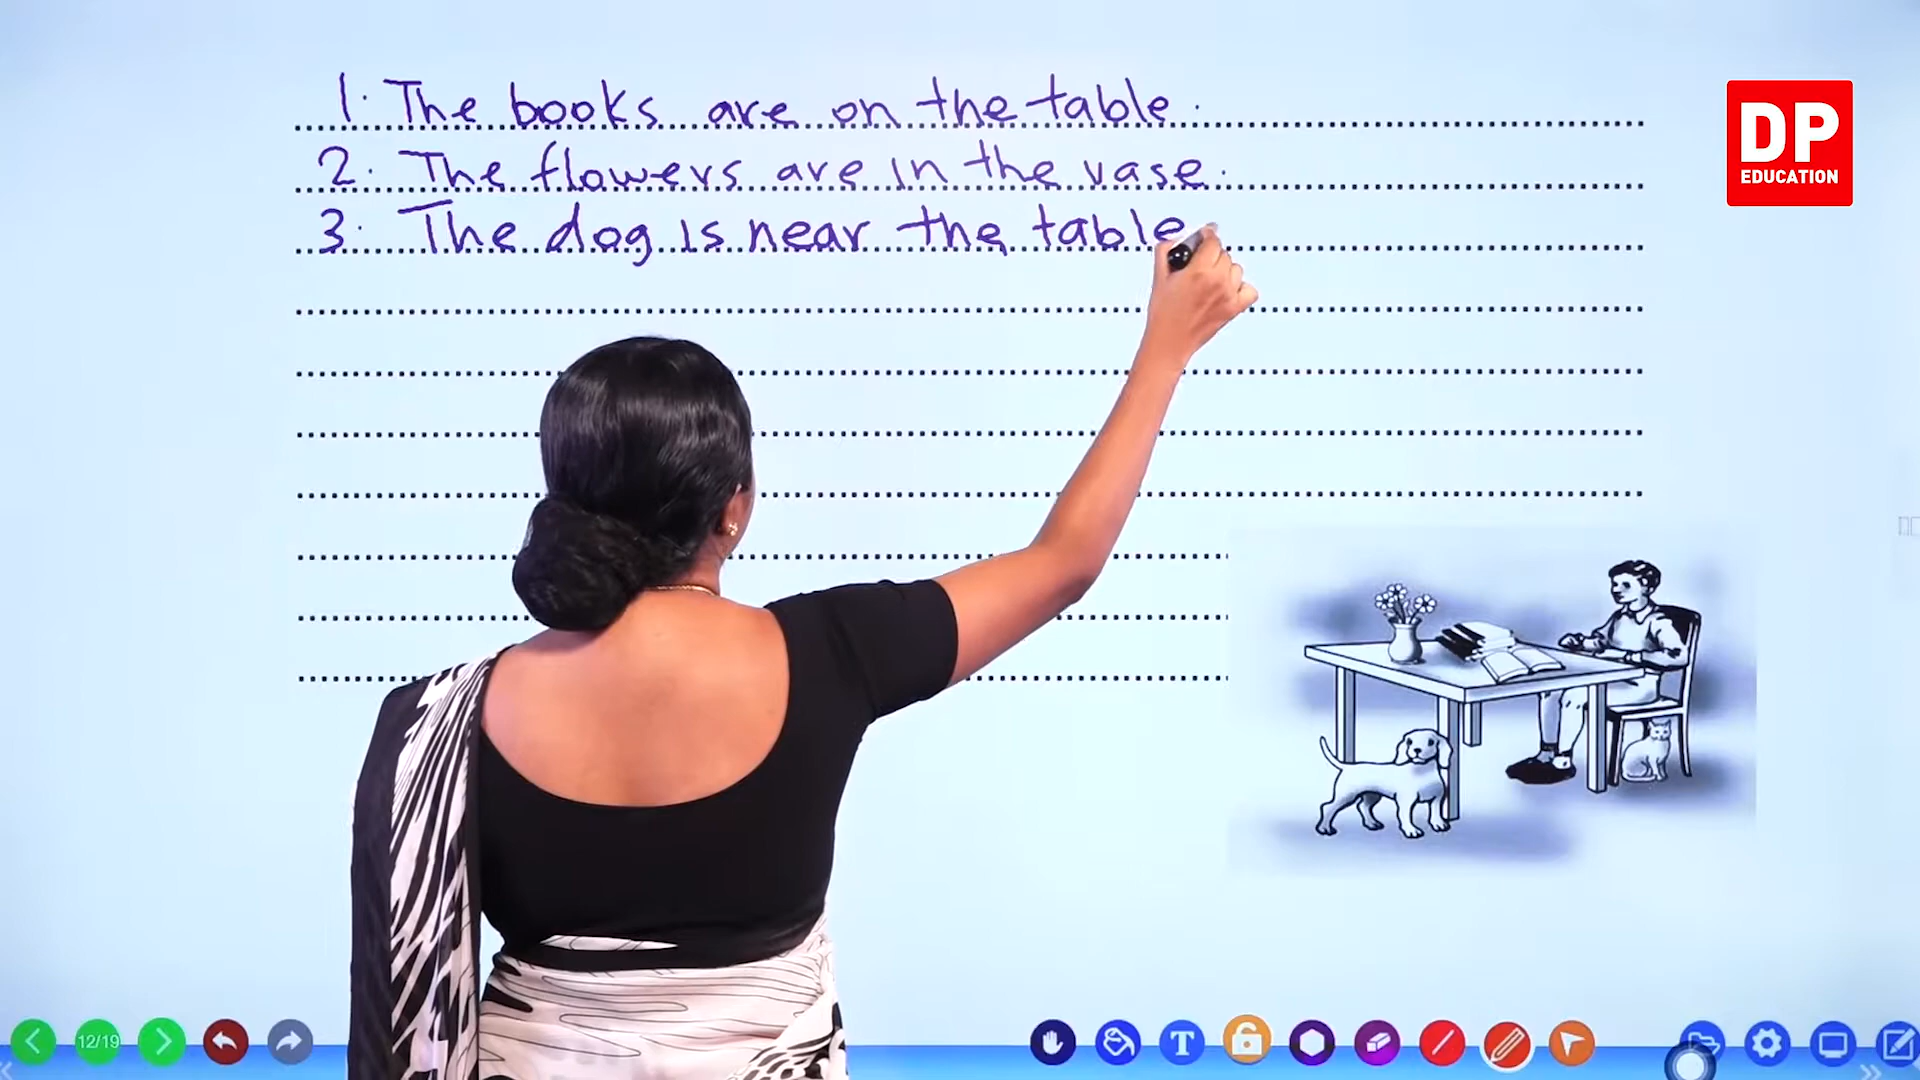 1. The books are on the table.
2. The flowers are in the vase.
3. The dog is near the table
DP
EDUCATION
12/19
T